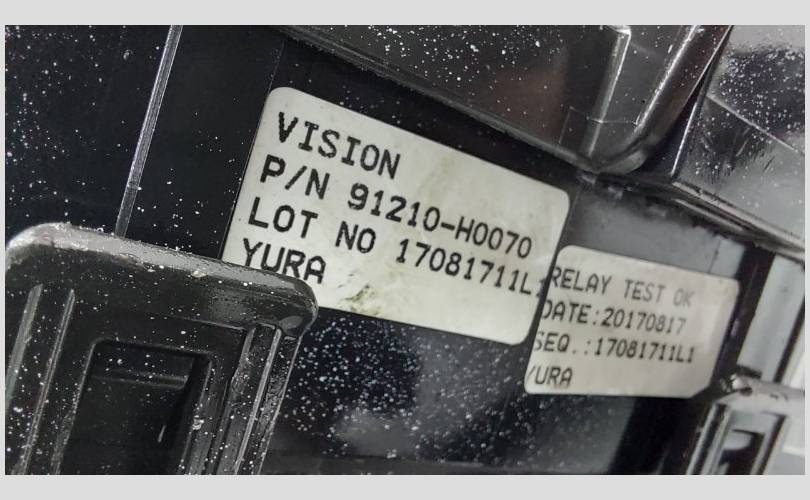 VISION
P/N 91210-H0070
LOT NO 17081711L1
YURA
RELAY TEST OK
DATE:20170817
SEQ.:17081711L1
YURA